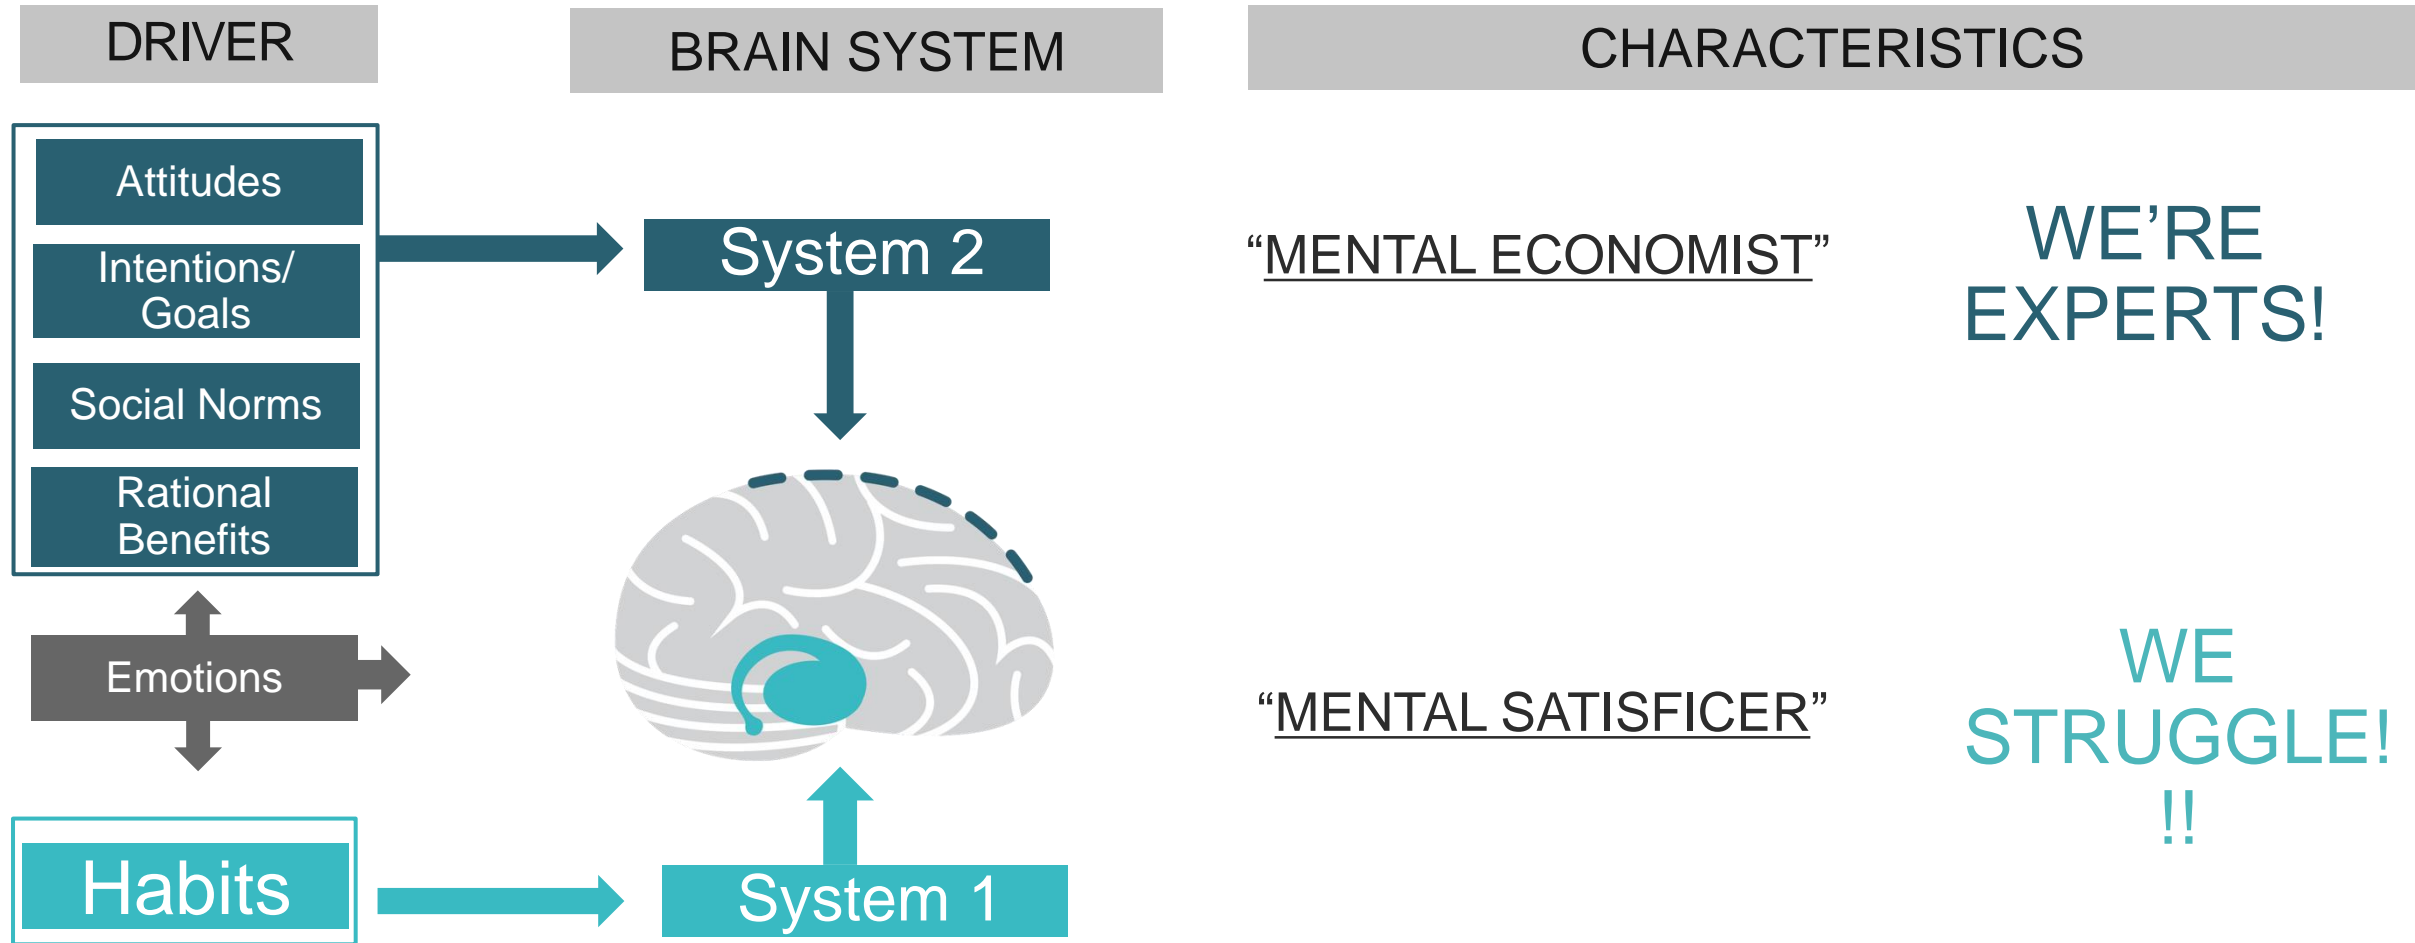 DRIVER
BRAIN SYSTEM
CHARACTERISTICS
Attitudes
Intentions/
Goals
Social Norms
Rational
Benefits
Emotions
Habits
System 2
System 1
“MENTAL ECONOMIST”
WE’RE
EXPERTS!
“MENTAL SATISFICER”
WE
STRUGGLE!
!!